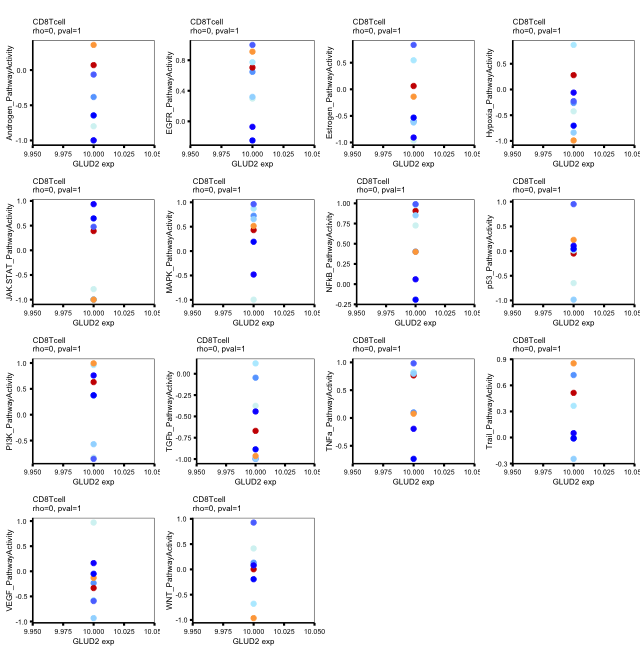 CD8Tcell
rho=0, pval=1
Androgen_PathwayActivity
0.0
-0.5
-1.0
9.950 9.975 10.000 10.025 10.05
GLUD2 exp
CD8Tcell
rho=0, pval=1
EGFR_PathwayActivity
0.8
0.4
0.0
9.950 9.975 10.000 10.025 10.05
GLUD2 exp
CD8Tcell
rho=0, pval=1
Estrogen_PathwayActivity
0.5
0.0
-0.5
-1.0
9.950 9.975 10.000 10.025 10.05
GLUD2 exp
CD8Tcell
rho=0, pval=1
Hypoxia_PathwayActivity
0.5
0.0
-0.5
-1.0
9.950 9.975 10.000 10.025 10.05
GLUD2 exp
CD8Tcell
rho=0, pval=1
JAK.STAT_PathwayActivity
1.0
0.5
0.0
-0.5
-1.0
9.950 9.975 10.000 10.025 10.05
GLUD2 exp
CD8Tcell
rho=0, pval=1
MAPK_PathwayActivity
1.0
0.5
0.0
-0.5
-1.0
9.950 9.975 10.000 10.025 10.05
GLUD2 exp
CD8Tcell
rho=0, pval=1
NFkB_PathwayActivity
1.00
0.75
0.50
0.25
0.00
-0.25
9.950 9.975 10.000 10.025 10.05
GLUD2 exp
CD8Tcell
rho=0, pval=1
p53_PathwayActivity
1.0
0.5
0.0
-0.5
-1.0
9.950 9.975 10.000 10.025 10.05
GLUD2 exp
CD8Tcell
rho=0, pval=1
PI3K_PathwayActivity
1.0
0.5
0.0
-0.5
9.950 9.975 10.000 10.025 10.05
GLUD2 exp
CD8Tcell
rho=0, pval=1
TGFb_PathwayActivity
0.00
-0.25
-0.50
-0.75
-1.00
9.950 9.975 10.000 10.025 10.05
GLUD2 exp
CD8Tcell
rho=0, pval=1
TNFa_PathwayActivity
1.0
0.5
0.0
-0.5
9.950 9.975 10.000 10.025 10.05
GLUD2 exp
CD8Tcell
rho=0, pval=1
Trail_PathwayActivity
0.9
0.6
0.3
0.0
-0.3
9.950 9.975 10.000 10.025 10.05
GLUD2 exp
CD8Tcell
rho=0, pval=1
VEGF_PathwayActivity
1.0
0.5
0.0
-0.5
-1.0
9.950 9.975 10.000 10.025 10.05
GLUD2 exp
CD8Tcell
rho=0, pval=1
WNT_PathwayActivity
1.0
0.5
0.0
-0.5
-1.0
9.950 9.975 10.000 10.025 10.050
GLUD2 exp